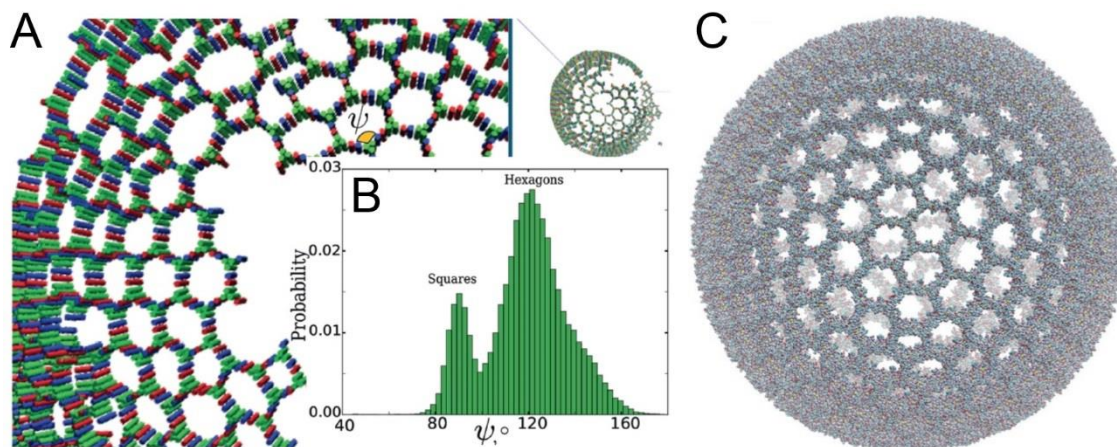 A
ψ
B
Hexagons
Squares
Probability
0.03
0.02
0.01
0.00
40
80
120
160
ψ,°
C